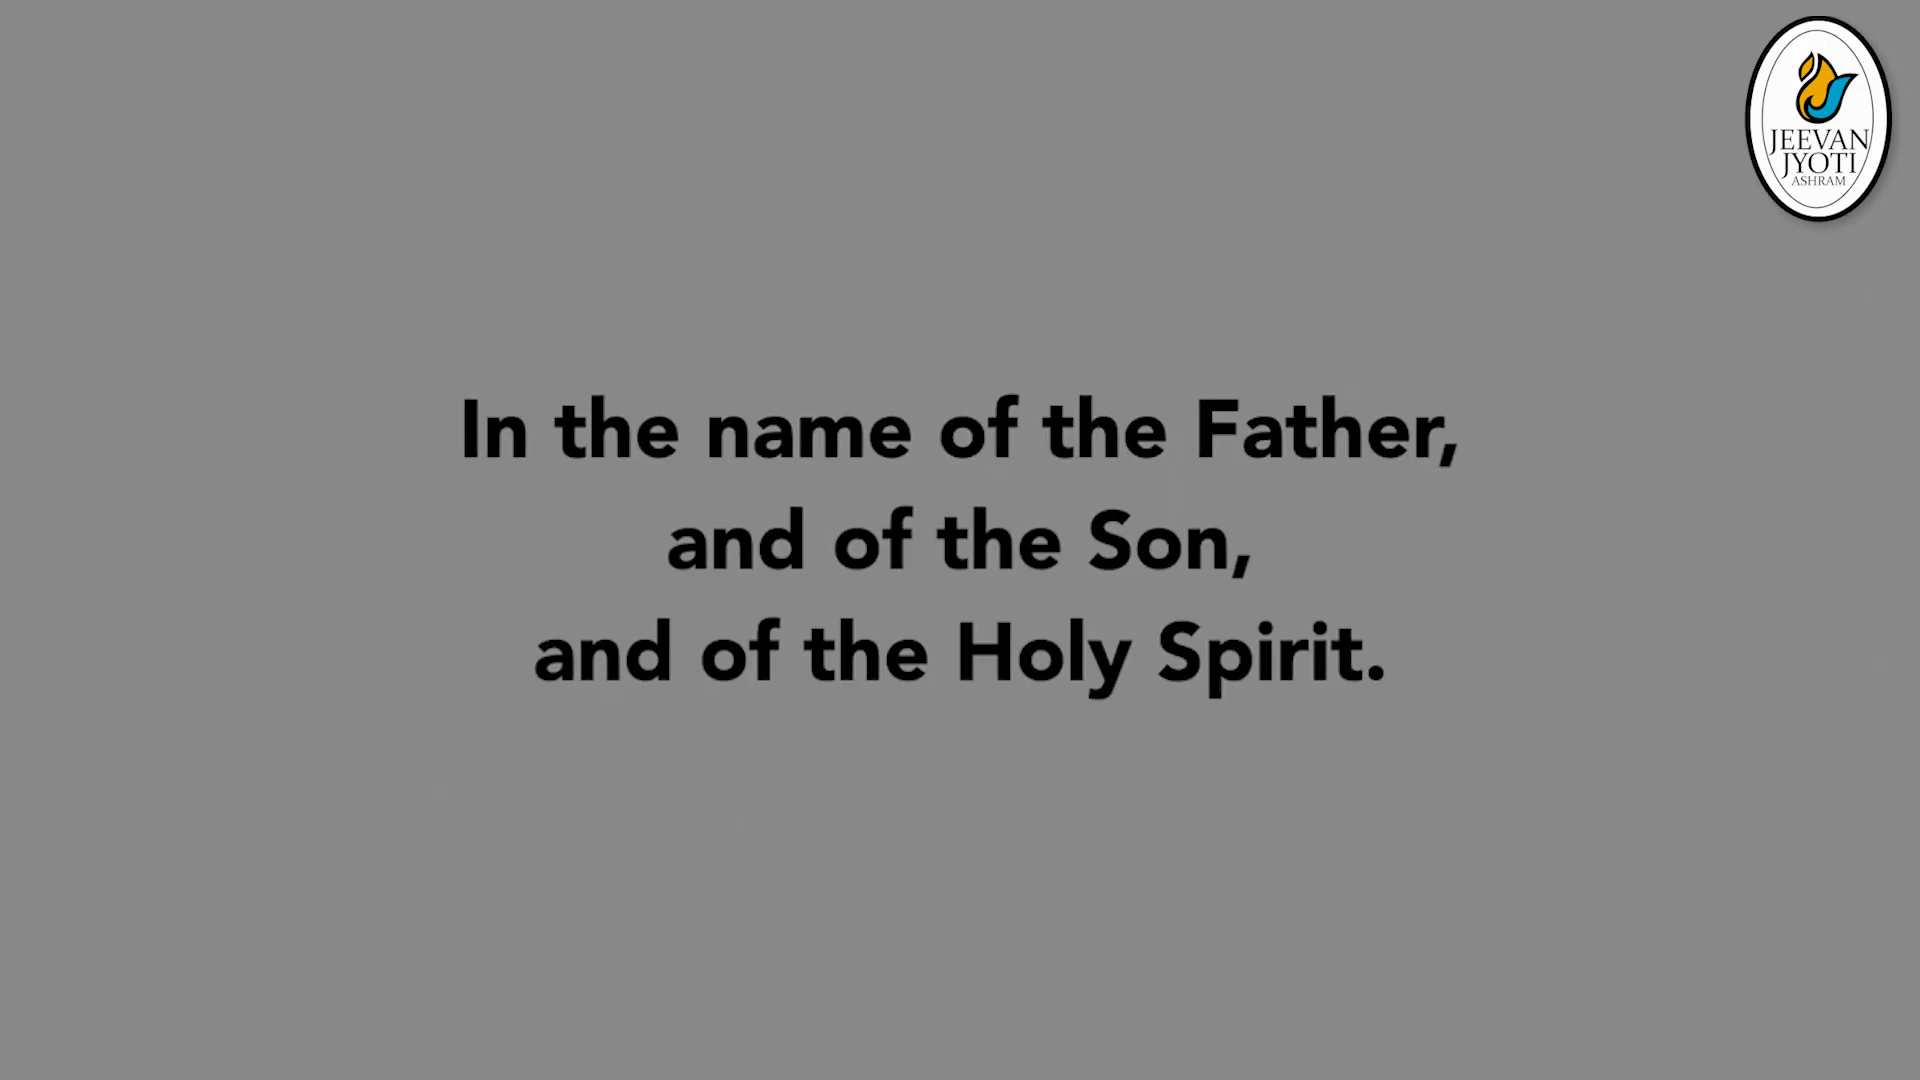 JEEVAN
JYOTI
ASHRAM
In the name of the Father,
and of the Son,
and of the Holy Spirit.